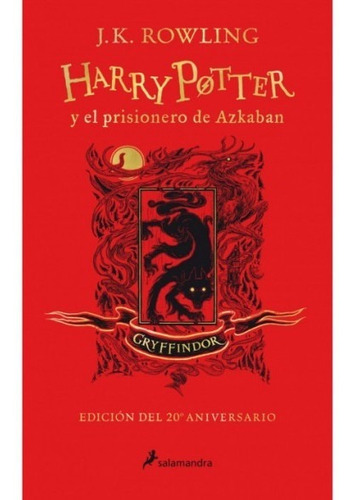 J.K. ROWLING
HARRY POTTER
y el prisionero de Azkaban
GRYFFINDOR
EDICIÓN DEL 20º ANIVERSARIO
salamandra